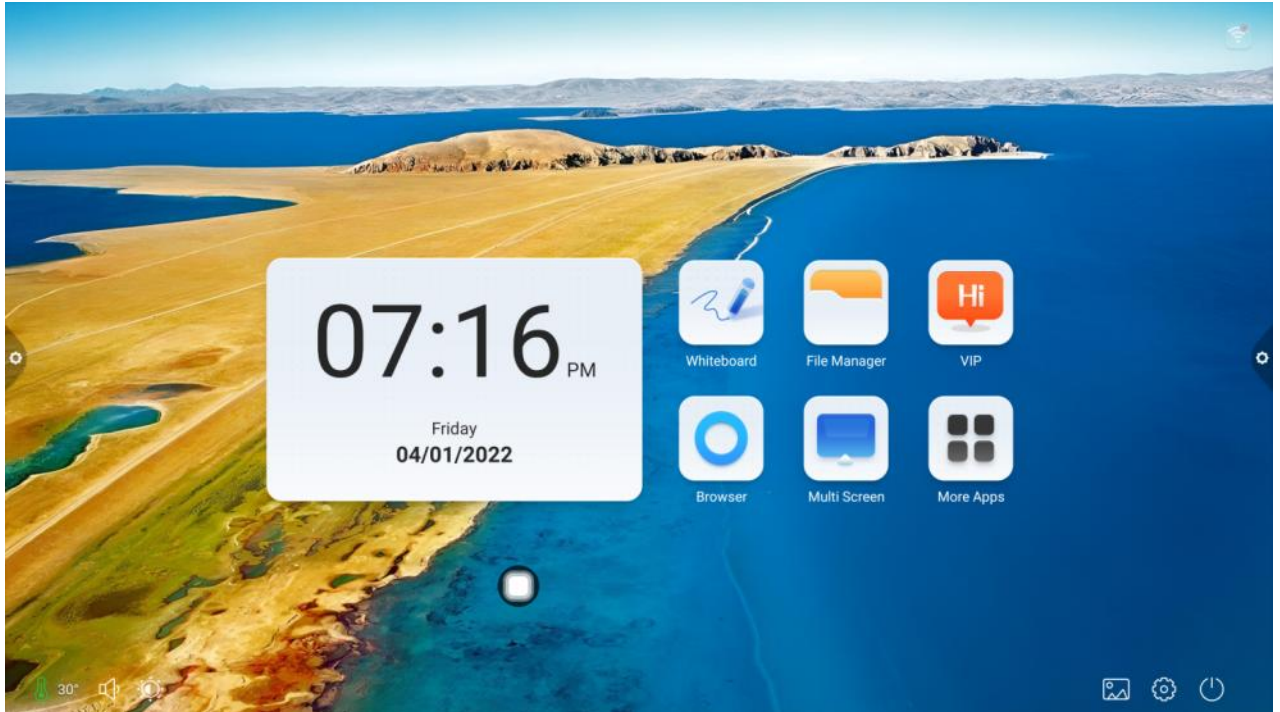 07:16 PM
Friday
04/01/2022
Whiteboard
File Manager
Hi
VIP
Browser
Multi Screen
More Apps
30°